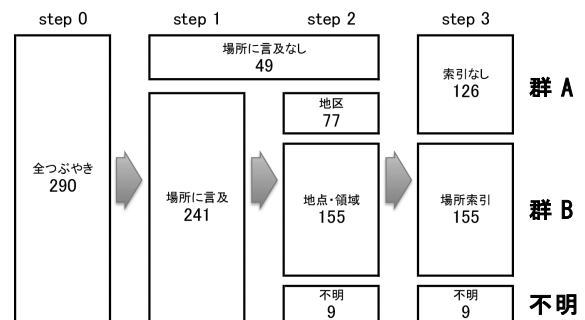 step 0
step 1
step 2
step 3
全つぶやき
290
場所に言及なし
49
場所に言及
241
地区
77
地点・領域
155
不明
9
索引なし
126
場所索引
155
不明
9
群 A
群 B
不明